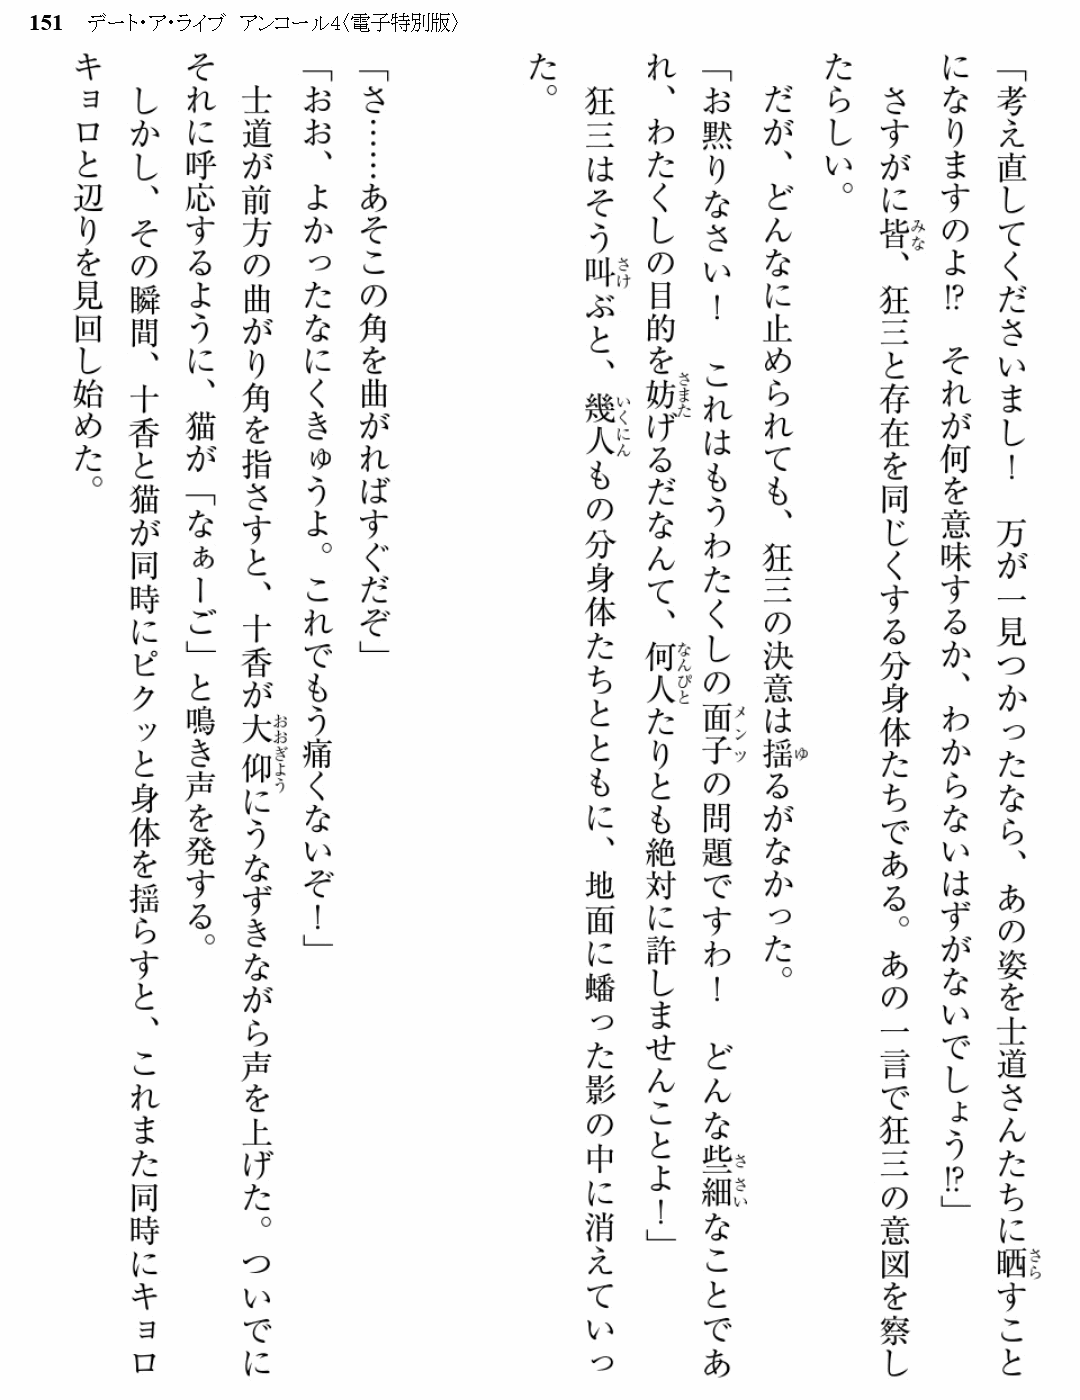 151 デート・ア・ライブ アンコール4〈電子特別版〉
「考え直してくださいまし！　万が一見つかったなら、あの姿を士道さんたちに晒すこと
になりますのよ!?　それが何を意味するか、わからないはずがないでしょう!?」
　さすがに皆、狂三と存在を同じくする分身体たちである。あの一言で狂三の意図を察し
たらしい。
　だが、どんなに止められても、狂三の決意は揺るがなかった。
「お黙りなさい！　これはもうわたくしの面子の問題ですわ！　どんな些細なことであ
れ、わたくしの目的を妨げるだなんて、何人たりとも絶対に許しませんことよ！」
　狂三はそう叫ぶと、幾人もの分身体たちとともに、地面に蟠った影の中に消えていっ
た。
「さ……あそこの角を曲がればすぐだぞ」
「おお、よかったなにくきゅうよ。これでもう痛くないぞ！」
　士道が前方の曲がり角を指さすと、十香が大仰にうなずきながら声を上げた。ついでに
それに呼応するように、猫が「なぁーご」と鳴き声を発する。
　しかし、その瞬間、十香と猫が同時にピクッと身体を揺らすと、これまた同時にキョロ
キョロと辺りを見回し始めた。